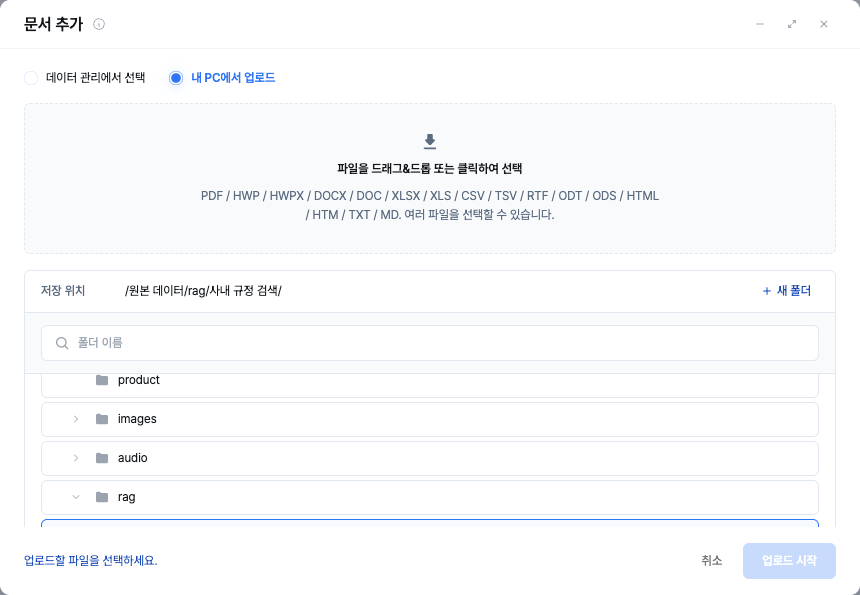 문서 추가
데이터 관리에서 선택
내 PC에서 업로드
파일을 드래그&드롭 또는 클릭하여 선택
PDF / HWP / HWPX / DOCX / DOC / XLSX / XLS / CSV / TSV / RTF / ODT / ODS / HTML
/ HTM / TXT / MD. 여러 파일을 선택할 수 있습니다.
저장 위치 /원본 데이터/rag/사내 규정 검색/ + 새 폴더
폴더 이름
product
images
audio
rag
업로드할 파일을 선택하세요.
취소 업로드 시작